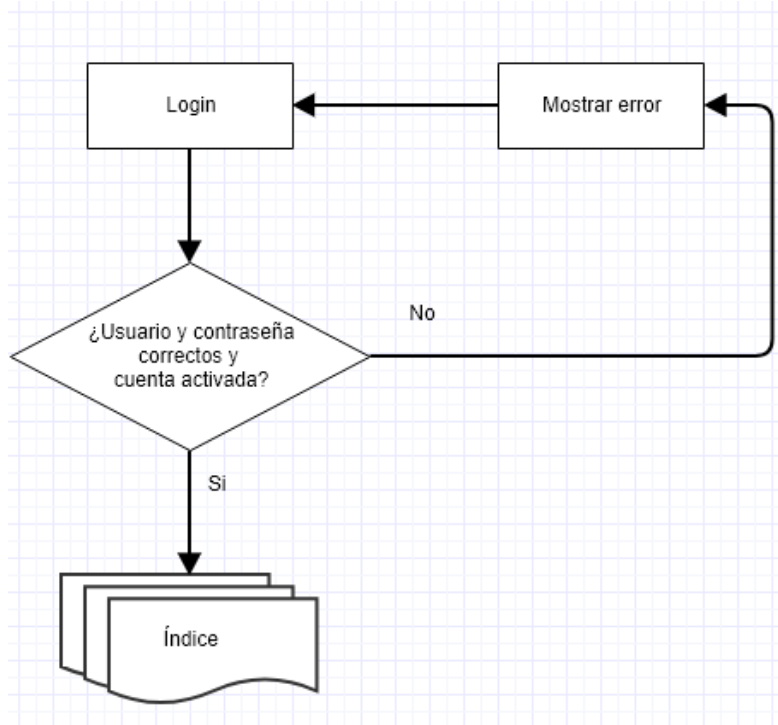 Login
Mostrar error
¿Usuario y contraseña
correctos y
cuenta activada?
No
Si
Índice